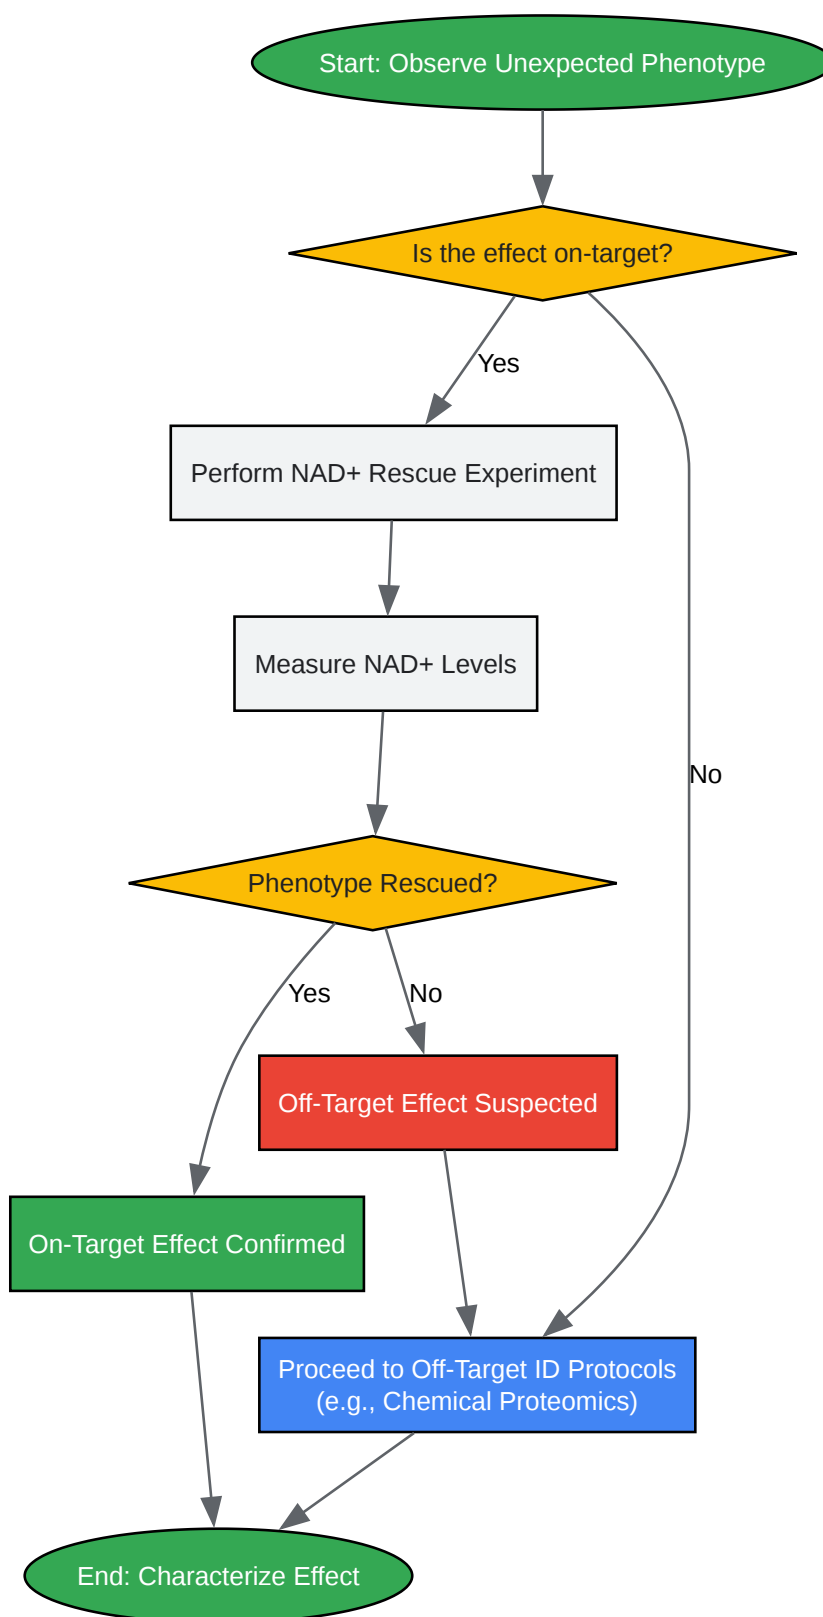 Start: Observe Unexpected Phenotype
Is the effect on-target?
Yes
Perform NAD+ Rescue Experiment
Measure NAD+ Levels
No
Phenotype Rescued?
Yes
No
Off-Target Effect Suspected
On-Target Effect Confirmed
Proceed to Off-Target ID Protocols
(e.g., Chemical Proteomics)
End: Characterize Effect